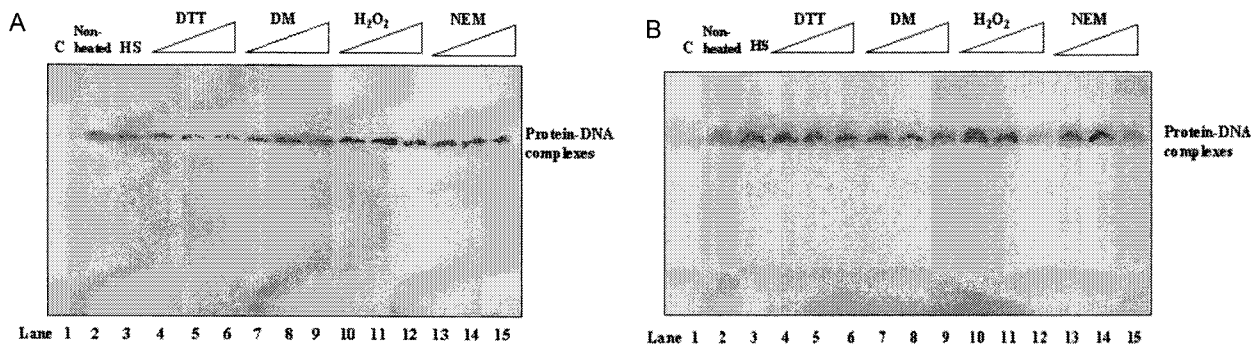 A
C Non-heated HS DTT DM H₂O₂ NEM
Protein-DNA
complexes
Lane 1 2 3 4 5 6 7 8 9 10 11 12 13 14 15
B
C Non-heated HS DTT DM H₂O₂ NEM
Protein-DNA
complexes
Lane 1 2 3 4 5 6 7 8 9 10 11 12 13 14 15